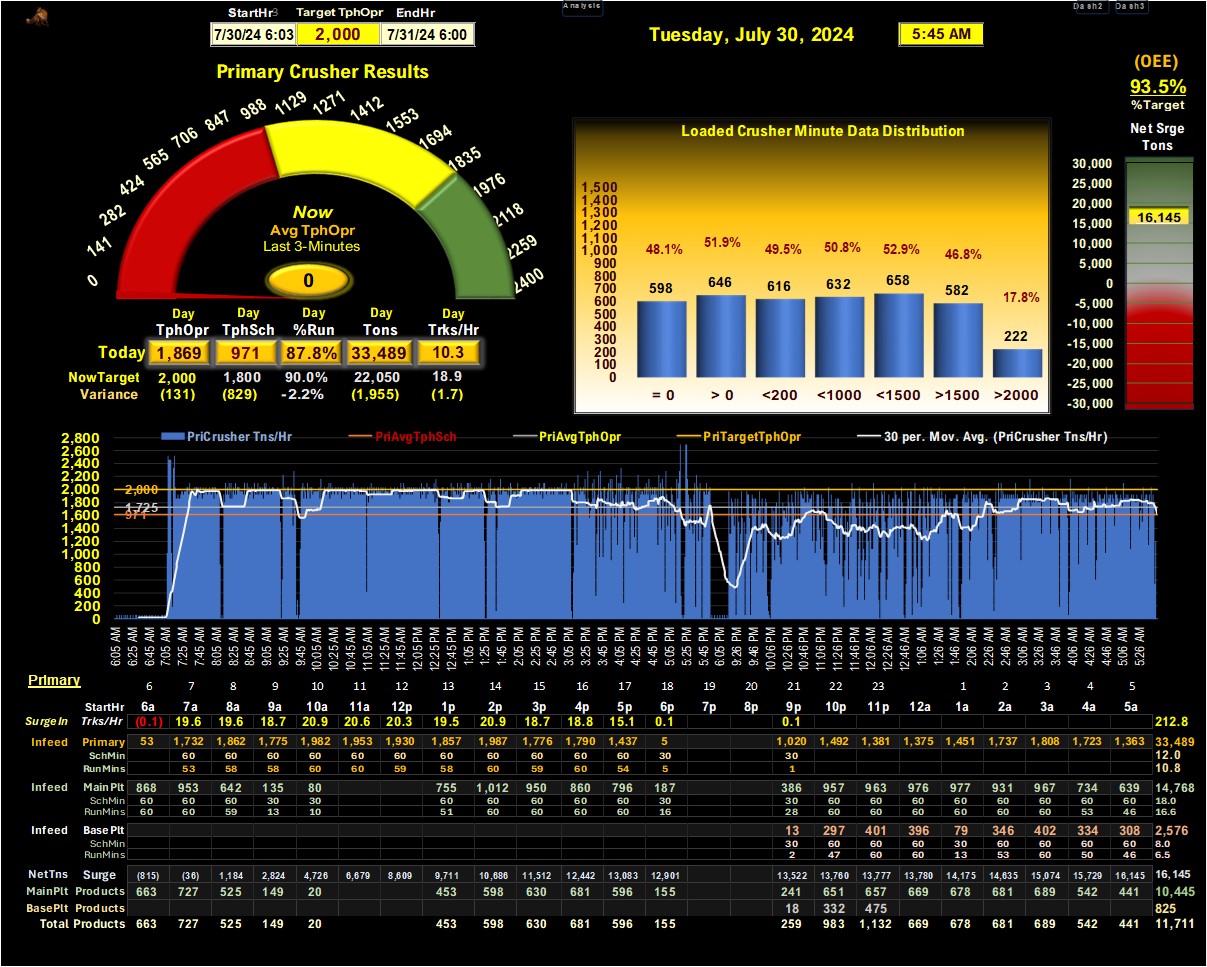 Analysis
Dash2 Dash3
StartHr Target TphOpr EndHr
7/30/24 6:03 2,000 7/31/24 6:00
Tuesday, July 30, 2024 5:45 AM
Primary Crusher Results
0 141 282 424 565 706 847 988 1129 1271 1412 1553 1694 1835 1976 2118 2259 2400
Now
Avg TphOpr
Last 3-Minutes
0
Day Day Day Day Day
TphOpr TphSch %Run Tons Trks/Hr
Today 1,869 971 87.8% 33,489 10.3
NowTarget 2,000 1,800 90.0% 22,050 18.9
Variance (131) (829) -2.2% (1,955) (1.7)
Loaded Crusher Minute Data Distribution
1,500
1,400
1,300
1,200
1,100
1,000
900
800
700
600
500
400
300
200
100
0
48.1% 51.9% 49.5% 50.8% 52.9% 46.8% 17.8%
598 646 616 632 658 582 222
= 0 > 0 <200 <1000 <1500 >1500 >2000
(OEE)
93.5%
%Target
Net Srge
Tons
30,000
25,000
20,000
15,000
10,000
5,000
0
-5,000
-10,000
-15,000
-20,000
-25,000
-30,000
16,145
PriCrusher Tns/Hr PriAvgTphSch PriAvgTphOpr PriTargetTphOpr 30 per. Mov. Avg. (PriCrusher Tns/Hr)
2,800
2,600
2,400
2,200
2,000
1,800
1,600
1,400
1,200
1,000
800
600
400
200
0
2,000
1,725
971
6:05 AM 6:25 AM 6:45 AM 7:05 AM 7:25 AM 7:45 AM 8:05 AM 8:25 AM 8:45 AM 9:05 AM 9:25 AM 9:45 AM 10:05 AM 10:25 AM 10:45 AM 11:05 AM 11:25 AM 11:45 AM 12:05 PM 12:25 PM 12:45 PM 1:05 PM 1:25 PM 1:45 PM 2:05 PM 2:25 PM 2:45 PM 3:05 PM 3:25 PM 3:45 PM 4:05 PM 4:25 PM 4:45 PM 5:05 PM 5:25 PM 5:45 PM 6:05 PM 9:26 PM 9:46 PM 10:06 PM 10:26 PM 10:46 PM 11:06 PM 11:26 PM 11:46 PM 12:06 AM 12:26 AM 12:46 AM 1:06 AM 1:26 AM 1:46 AM 2:06 AM 2:26 AM 2:46 AM 3:06 AM 3:26 AM 3:46 AM 4:06 AM 4:26 AM 4:46 AM 5:06 AM 5:26 AM
Primary
6 7 8 9 10 11 12 13 14 15 16 17 18 19 20 21 22 23 1 2 3 4 5
StartHr 6a 7a 8a 9a 10a 11a 12p 1p 2p 3p 4p 5p 6p 7p 8p 9p 10p 11p 12a 1a 2a 3a 4a 5a
SurgeIn Trks/Hr (0.1) 19.6 19.6 18.7 20.9 20.6 20.3 19.5 20.9 18.7 18.8 15.1 0.1 0.1 212.8
Infeed Primary 53 1,732 1,862 1,775 1,982 1,953 1,930 1,857 1,987 1,776 1,790 1,437 5 1,020 1,492 1,381 1,375 1,451 1,737 1,808 1,723 1,363 33,489
SchMin 60 60 60 60 60 60 60 60 60 60 60 30 30 12.0
RunMins 53 58 58 60 60 59 58 60 59 60 54 5 1 10.8
Infeed Main Plt 868 953 642 135 80 755 1,012 950 860 796 187 386 957 963 976 977 931 967 734 639 14,768
SchMin 60 60 60 30 30 60 60 60 60 60 30 30 60 60 60 60 60 60 60 60 18.0
RunMins 60 60 59 13 10 51 60 60 60 60 16 28 60 60 60 60 60 60 53 46 16.6
Infeed Base Plt 13 297 401 396 79 346 402 334 308 2,576
SchMin 30 60 60 60 30 60 60 60 60 8.0
RunMins 2 47 60 60 13 53 60 50 46 6.5
NetTns Surge (815) (36) 1,184 2,824 4,726 6,679 8,609 9,711 10,686 11,512 12,442 13,083 12,901 13,522 13,760 13,777 13,780 14,175 14,635 15,074 15,729 16,145 16,145
MainPlt Products 663 727 525 149 20 453 598 630 681 596 155 241 651 657 669 678 681 689 542 441 10,445
BasePlt Products 18 332 475 825
Total Products 663 727 525 149 20 453 598 630 681 596 155 259 983 1,132 669 678 681 689 542 441 11,711